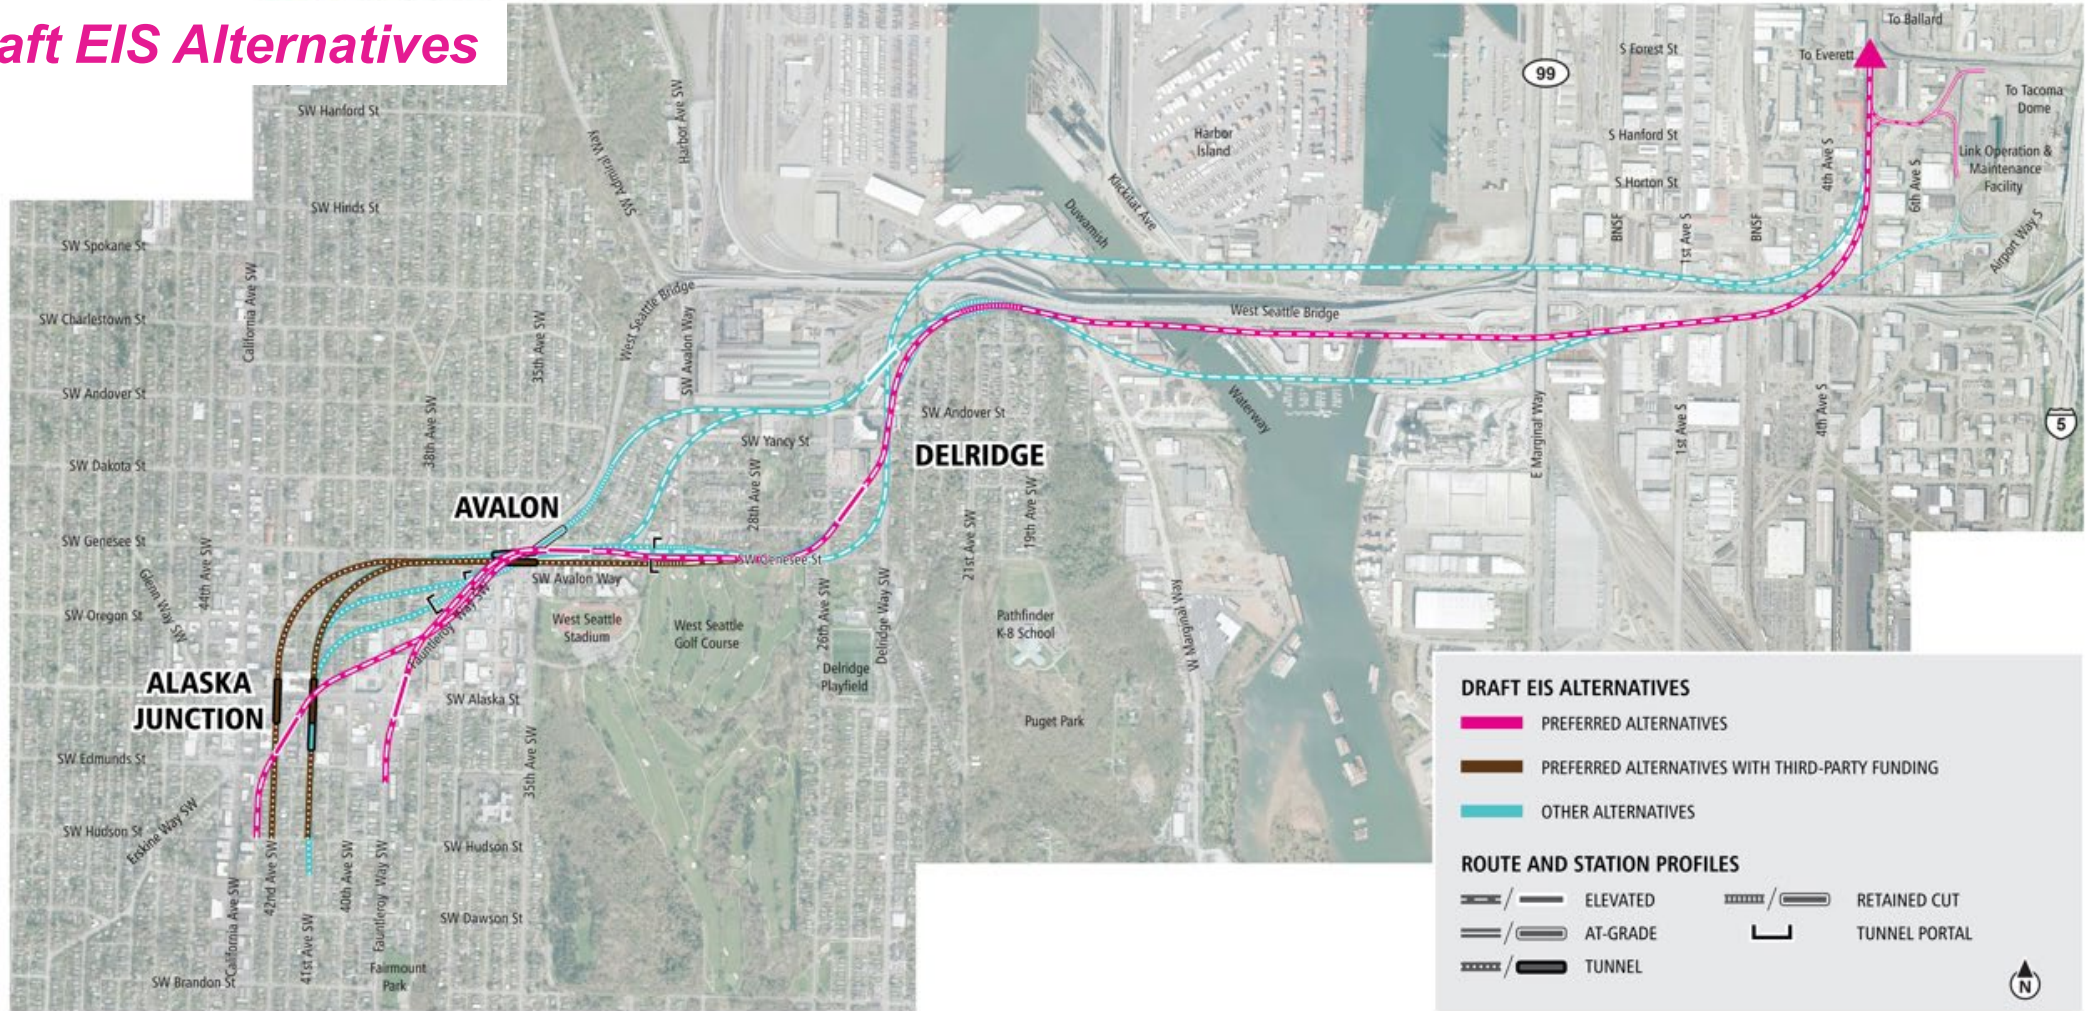 aft EIS Alternatives
To Ballard
To Everett
S Forest St
99
To Tacoma
Dome
SW Hanford St
Harbor Ave SW
SW Admiral Way
Harbor
Island
S Hanford St
4th Ave S
Link Operation &
Maintenance
Facility
6th Ave S
S Horton St
Klickitat Ave
Duwamish
SW Hinds St
BNSF
1st Ave S
BNSF
Airport Way S
SW Spokane St
California Ave SW
West Seattle Bridge
West Seattle Bridge
SW Charlestown St
35th Ave SW
SW Avalon Way
SW Andover St
38th Ave SW
SW Andover St
Waterway
E Marginal Way
1st Ave S
4th Ave S
5
SW Yancy St
DELRIDGE
SW Dakota St
28th Ave SW
AVALON
19th Ave SW
21st Ave SW
SW Genesee St
44th Ave SW
SW Genesee St
SW Avalon Way
Glenn Way SW
SW Oregon St
Fauntleroy Way SW
West Seattle
Stadium
West Seattle
Golf Course
26th Ave SW
Delridge Way SW
Pathfinder
K-8 School
W Marginal Way
Delridge
Playfield
ALASKA
JUNCTION
SW Alaska St
Puget Park
SW Edmunds St
35th Ave SW
SW Hudson St
Erskine Way SW
SW Hudson St
42nd Ave SW
40th Ave SW
Fauntleroy Way SW
California Ave SW
41st Ave SW
SW Dawson St
SW Brandon St
Fairmount
Park
DRAFT EIS ALTERNATIVES
PREFERRED ALTERNATIVES
PREFERRED ALTERNATIVES WITH THIRD-PARTY FUNDING
OTHER ALTERNATIVES
ROUTE AND STATION PROFILES
ELEVATED
RETAINED CUT
AT-GRADE
TUNNEL PORTAL
TUNNEL
N